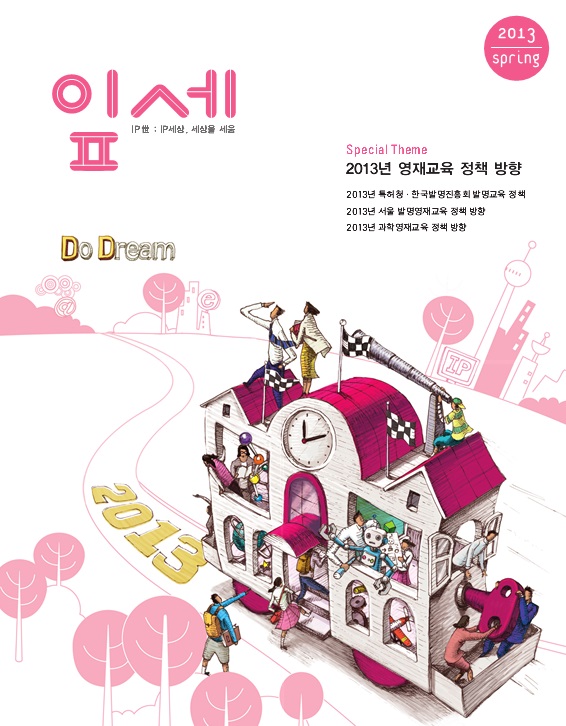 2013
spring
입세
IP世 : IP세상, 세상을 세움
Special Theme
2013년 영재교육 정책 방향
2013년 특허청 · 한국발명진흥회 발명교육 정책
2013년 서울 발명영재교육 정책 방향
2013년 과학영재교육 정책 방향
Do Dream
@
e
IP
2013